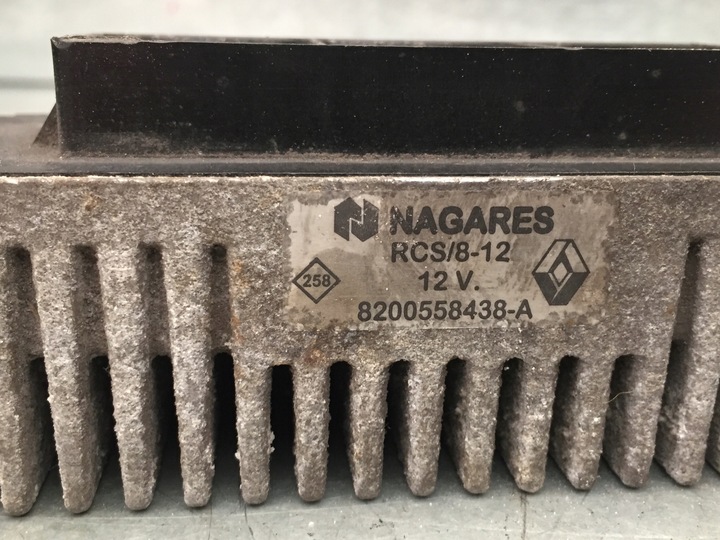 NAGARES
RCS/8-12
258
12 V.
8200558438-A